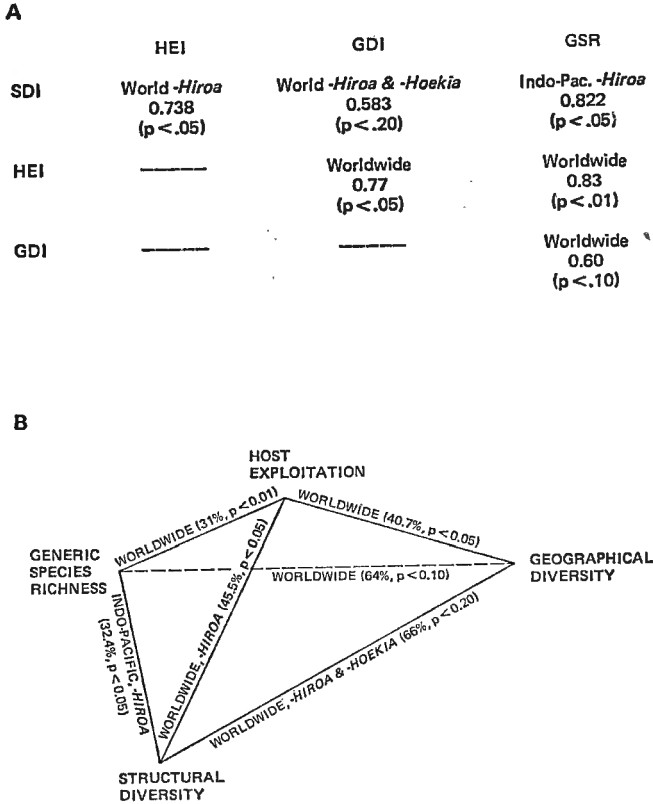 A
HEI GDI GSR
SDI
World -Hiroa World -Hiroa & -Hoekia Indo-Pac. -Hiroa
0.738 0.583 0.822
(p<.05) (p<.20) (p<.05)
HEI
Worldwide Worldwide
0.77 0.83
(p<.05) (p<.01)
GDI
Worldwide
0.60
(p<.10)
B
HOST
EXPLOITATION
WORLDWIDE (31%, p<0.01)
WORLDWIDE (40.7%, p<0.05)
GENERIC
SPECIES
RICHNESS
WORLDWIDE (64%, p<0.10)
GEOGRAPHICAL
DIVERSITY
INDO-PACIFIC, -HIROA
(32.4%, p<0.05)
WORLDWIDE, -HIROA (45.5%, p<0.05)
WORLDWIDE, -HIROA & -HOEKIA (66%, p<0.20)
STRUCTURAL
DIVERSITY